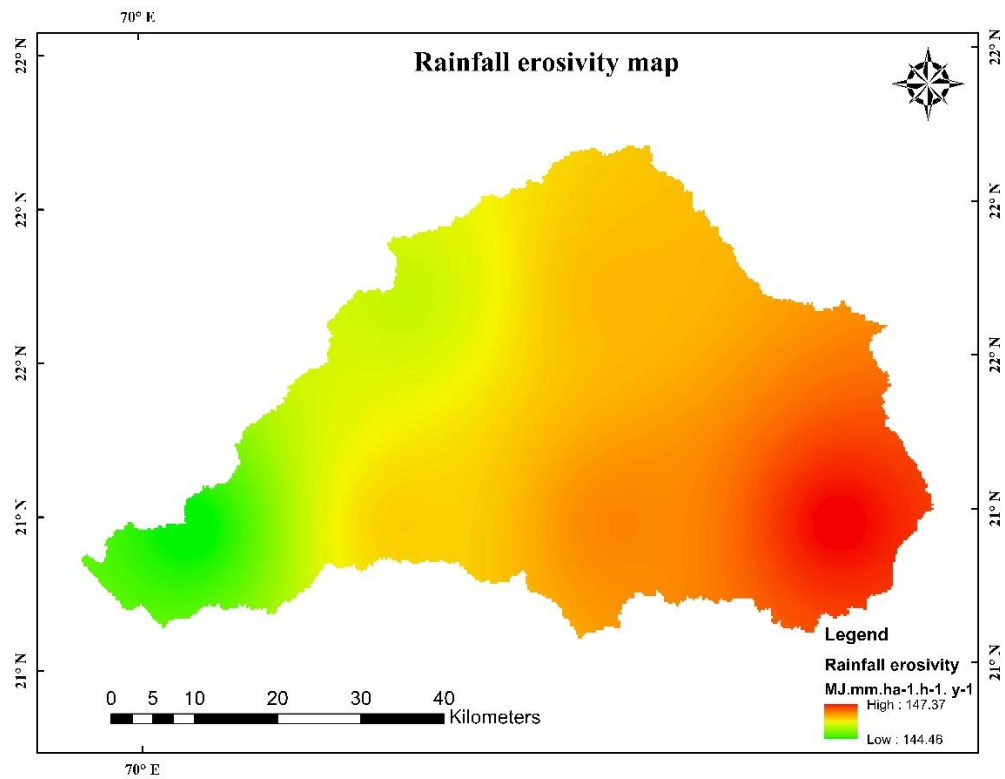 70° E
Rainfall erosivity map
22° N
22° N
22° N
22° N
22° N
22° N
21° N
21° N
21° N
21° N
Legend
Rainfall erosivity
MJ.mm.ha-1.h-1. y-1
High : 147.37
Low : 144.46
0 5 10 20 30 40
Kilometers
70° E